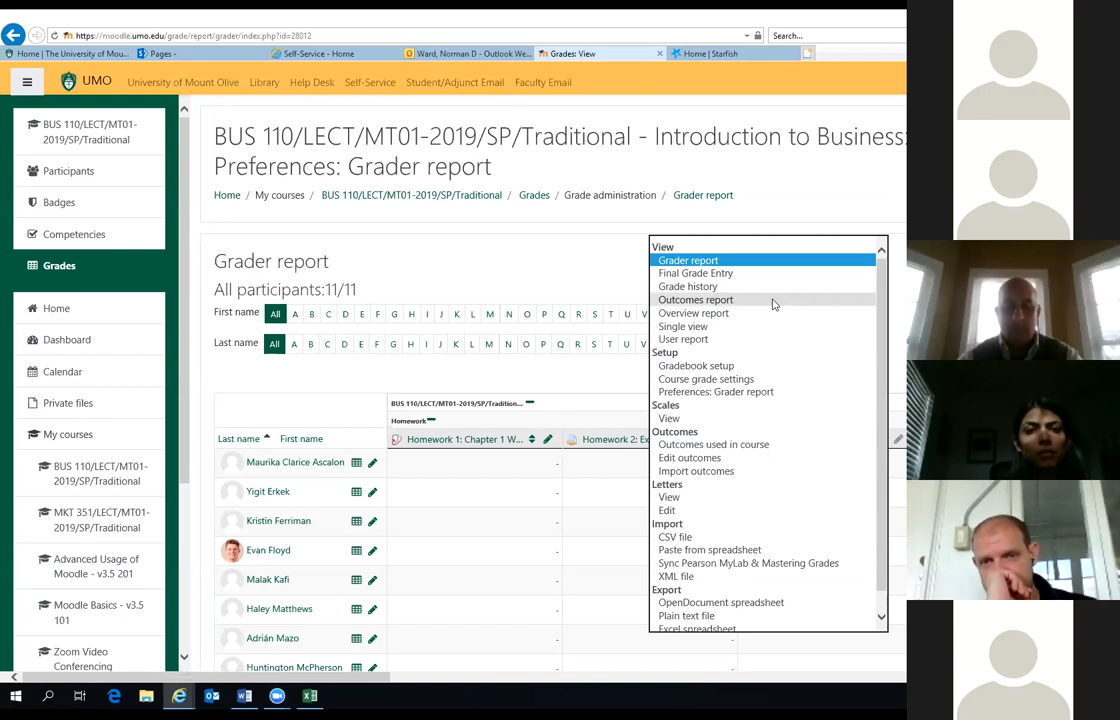 https://moodle.umo.edu/grade/report/grader/index.php?id=28012
Search...
Home | The University of Mou...
Pages -
Self-Service - Home
Ward, Norman D - Outlook We...
Grades: View
Home | Starfish
UMO
University of Mount Olive
Library
Help Desk
Self-Service
Student/Adjunct Email
Faculty Email
BUS 110/LECT/MT01-
2019/SP/Traditional
Participants
Badges
Competencies
Grades
Home
Dashboard
Calendar
Private files
My courses
BUS 110/LECT/MT01-
2019/SP/Traditional
MKT 351/LECT/MT01-
2019/SP/Traditional
Advanced Usage of
Moodle - v3.5 201
Moodle Basics - v3.5
101
Zoom Video
Conferencing
BUS 110/LECT/MT01-2019/SP/Traditional - Introduction to Business:
Preferences: Grader report
Home / My courses / BUS 110/LECT/MT01-2019/SP/Traditional / Grades / Grade administration / Grader report
Grader report
All participants:11/11
First name All A B C D E F G H I J K L M N O P Q R S T U V
Last name All A B C D E F G H I J K L M N O P Q R S T U V
BUS 110/LECT/MT01-2019/SP/Tradition...
Homework
Last name First name
Homework 1: Chapter 1 W...
Homework 2: Ex
Maurika Clarice Ascalon -
Yigit Erkek -
Kristin Ferriman -
Evan Floyd -
Malak Kafi -
Haley Matthews -
Adrián Mazo -
Huntington McPherson - -
View
Grader report
Final Grade Entry
Grade history
Outcomes report
Overview report
Single view
User report
Setup
Gradebook setup
Course grade settings
Preferences: Grader report
Scales
View
Outcomes
Outcomes used in course
Edit outcomes
Import outcomes
Letters
View
Edit
Import
CSV file
Paste from spreadsheet
Sync Pearson MyLab & Mastering Grades
XML file
Export
OpenDocument spreadsheet
Plain text file
Excel spreadsheet